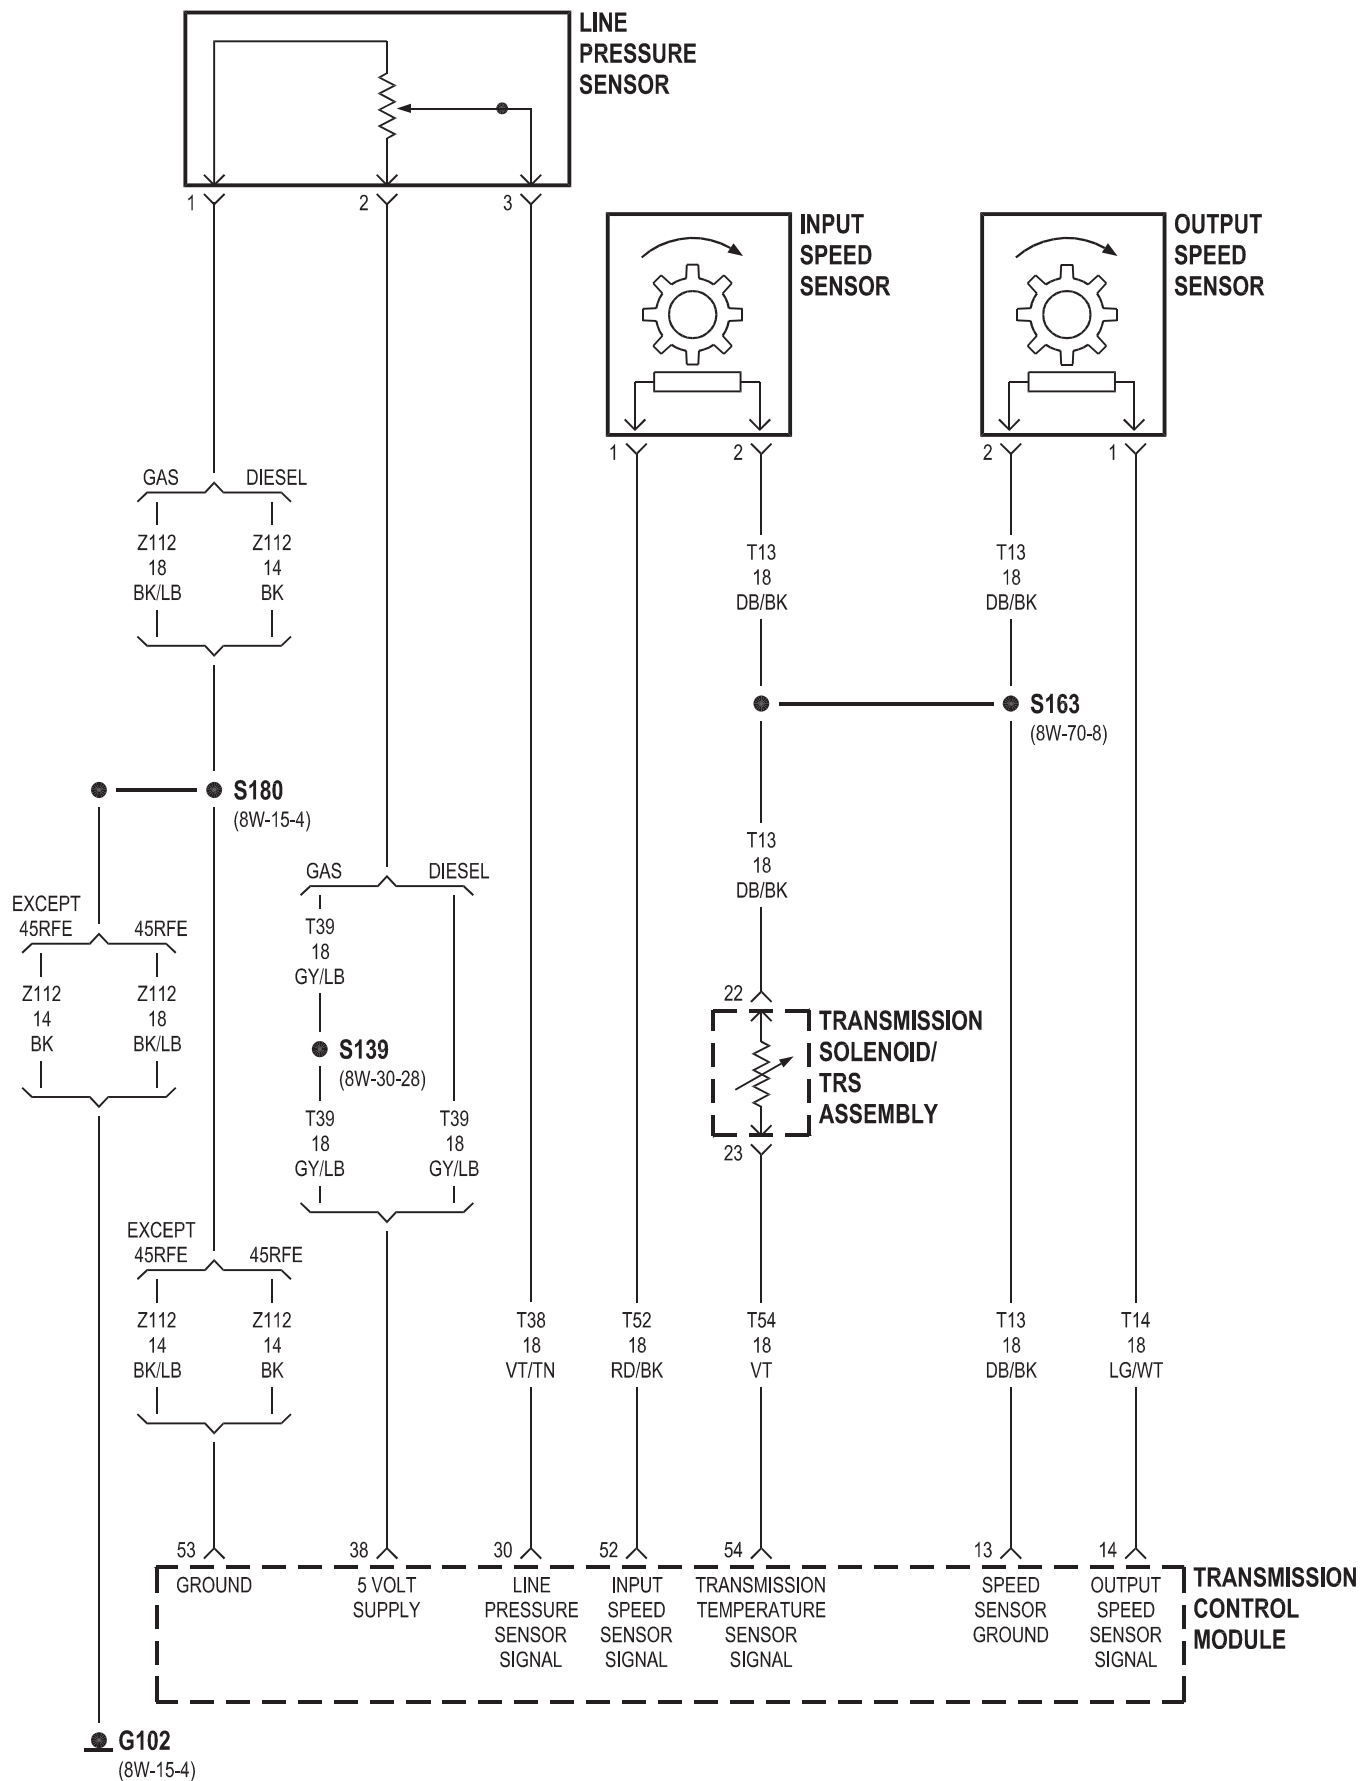 LINE
PRESSURE
SENSOR
1
2
3
INPUT
SPEED
SENSOR
OUTPUT
SPEED
SENSOR
1
2
2
1
GAS
DIESEL
Z112
18
BK/LB
Z112
14
BK
T13
18
DB/BK
T13
18
DB/BK
S163
(8W-70-8)
S180
(8W-15-4)
T13
18
DB/BK
GAS
DIESEL
EXCEPT
45RFE
45RFE
T39
18
GY/LB
Z112
14
BK
Z112
18
BK/LB
22
TRANSMISSION
SOLENOID/
TRS
ASSEMBLY
23
S139
(8W-30-28)
T39
18
GY/LB
T39
18
GY/LB
EXCEPT
45RFE
45RFE
Z112
14
BK/LB
Z112
14
BK
T38
18
VT/TN
T52
18
RD/BK
T54
18
VT
T13
18
DB/BK
T14
18
LG/WT
53
38
30
52
54
13
14
GROUND
5 VOLT
SUPPLY
LINE
PRESSURE
SENSOR
SIGNAL
INPUT
SPEED
SENSOR
SIGNAL
TRANSMISSION
TEMPERATURE
SENSOR
SIGNAL
SPEED
SENSOR
GROUND
OUTPUT
SPEED
SENSOR
SIGNAL
TRANSMISSION
CONTROL
MODULE
G102
(8W-15-4)